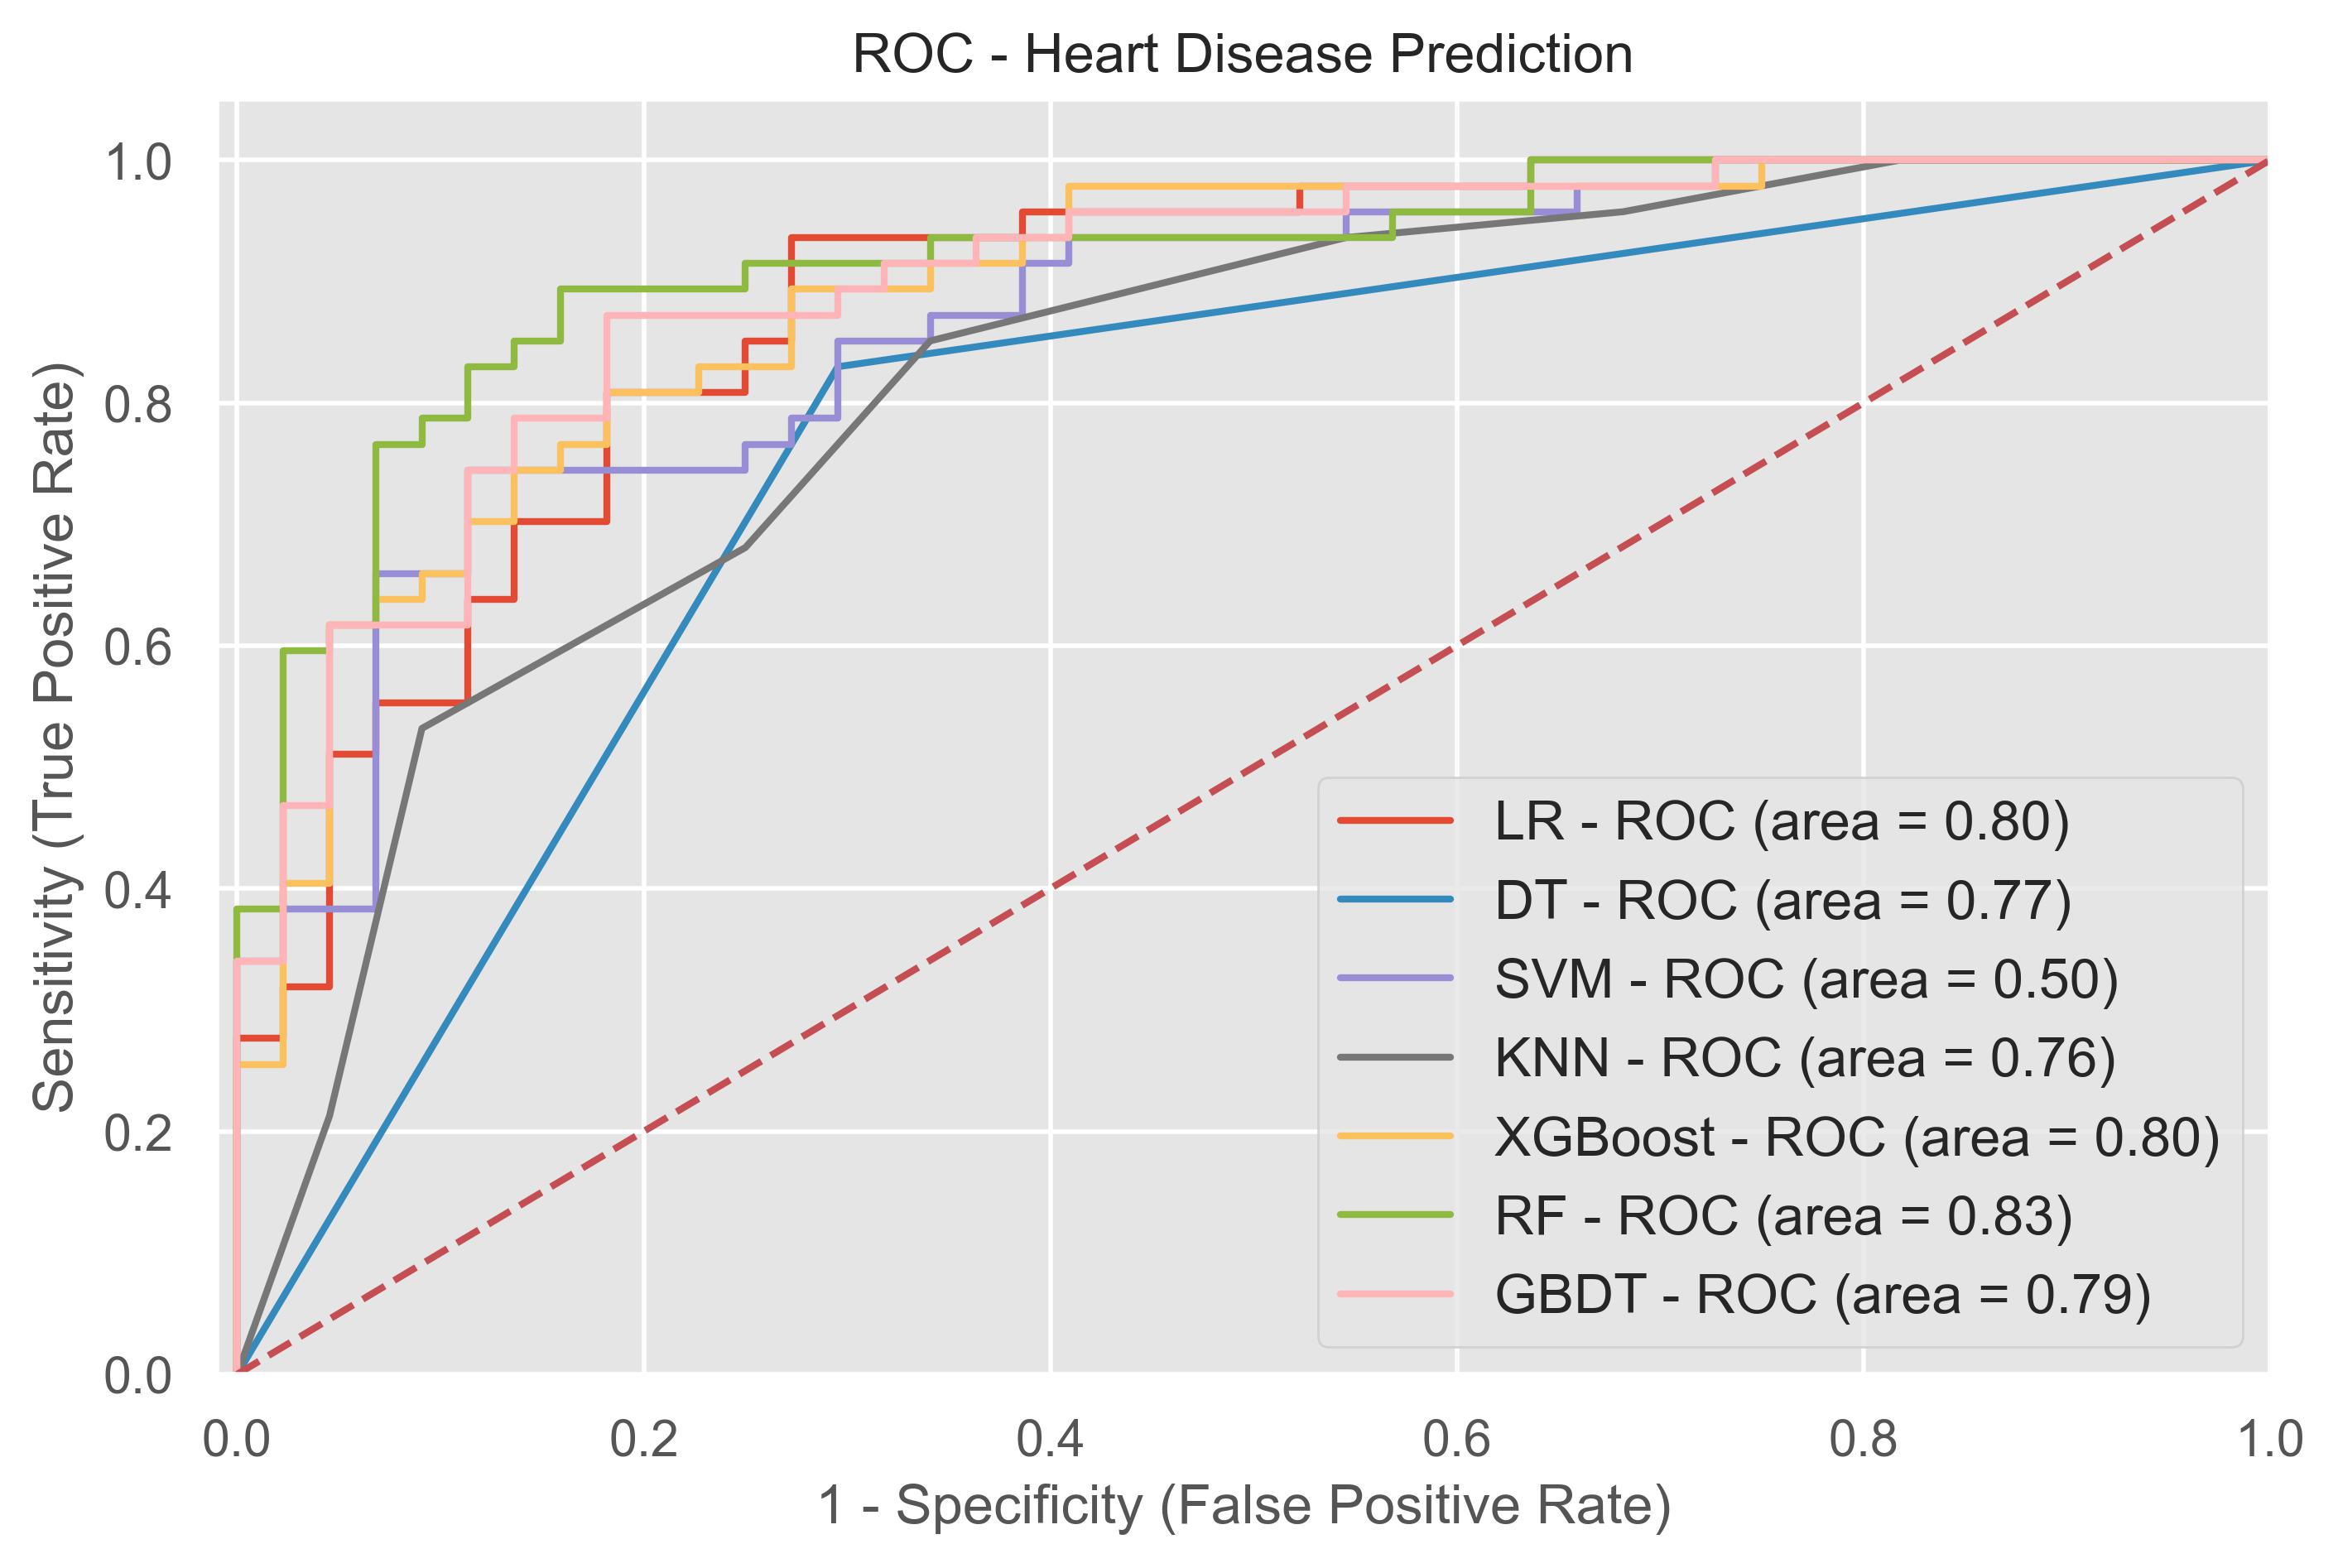 ROC - Heart Disease Prediction
Sensitivity (True Positive Rate)
1.0
0.8
0.6
0.4
0.2
0.0
LR - ROC (area = 0.80)
DT - ROC (area = 0.77)
SVM - ROC (area = 0.50)
KNN - ROC (area = 0.76)
XGBoost - ROC (area = 0.80)
RF - ROC (area = 0.83)
GBDT - ROC (area = 0.79)
0.0 0.2 0.4 0.6 0.8 1.0
1 - Specificity (False Positive Rate)